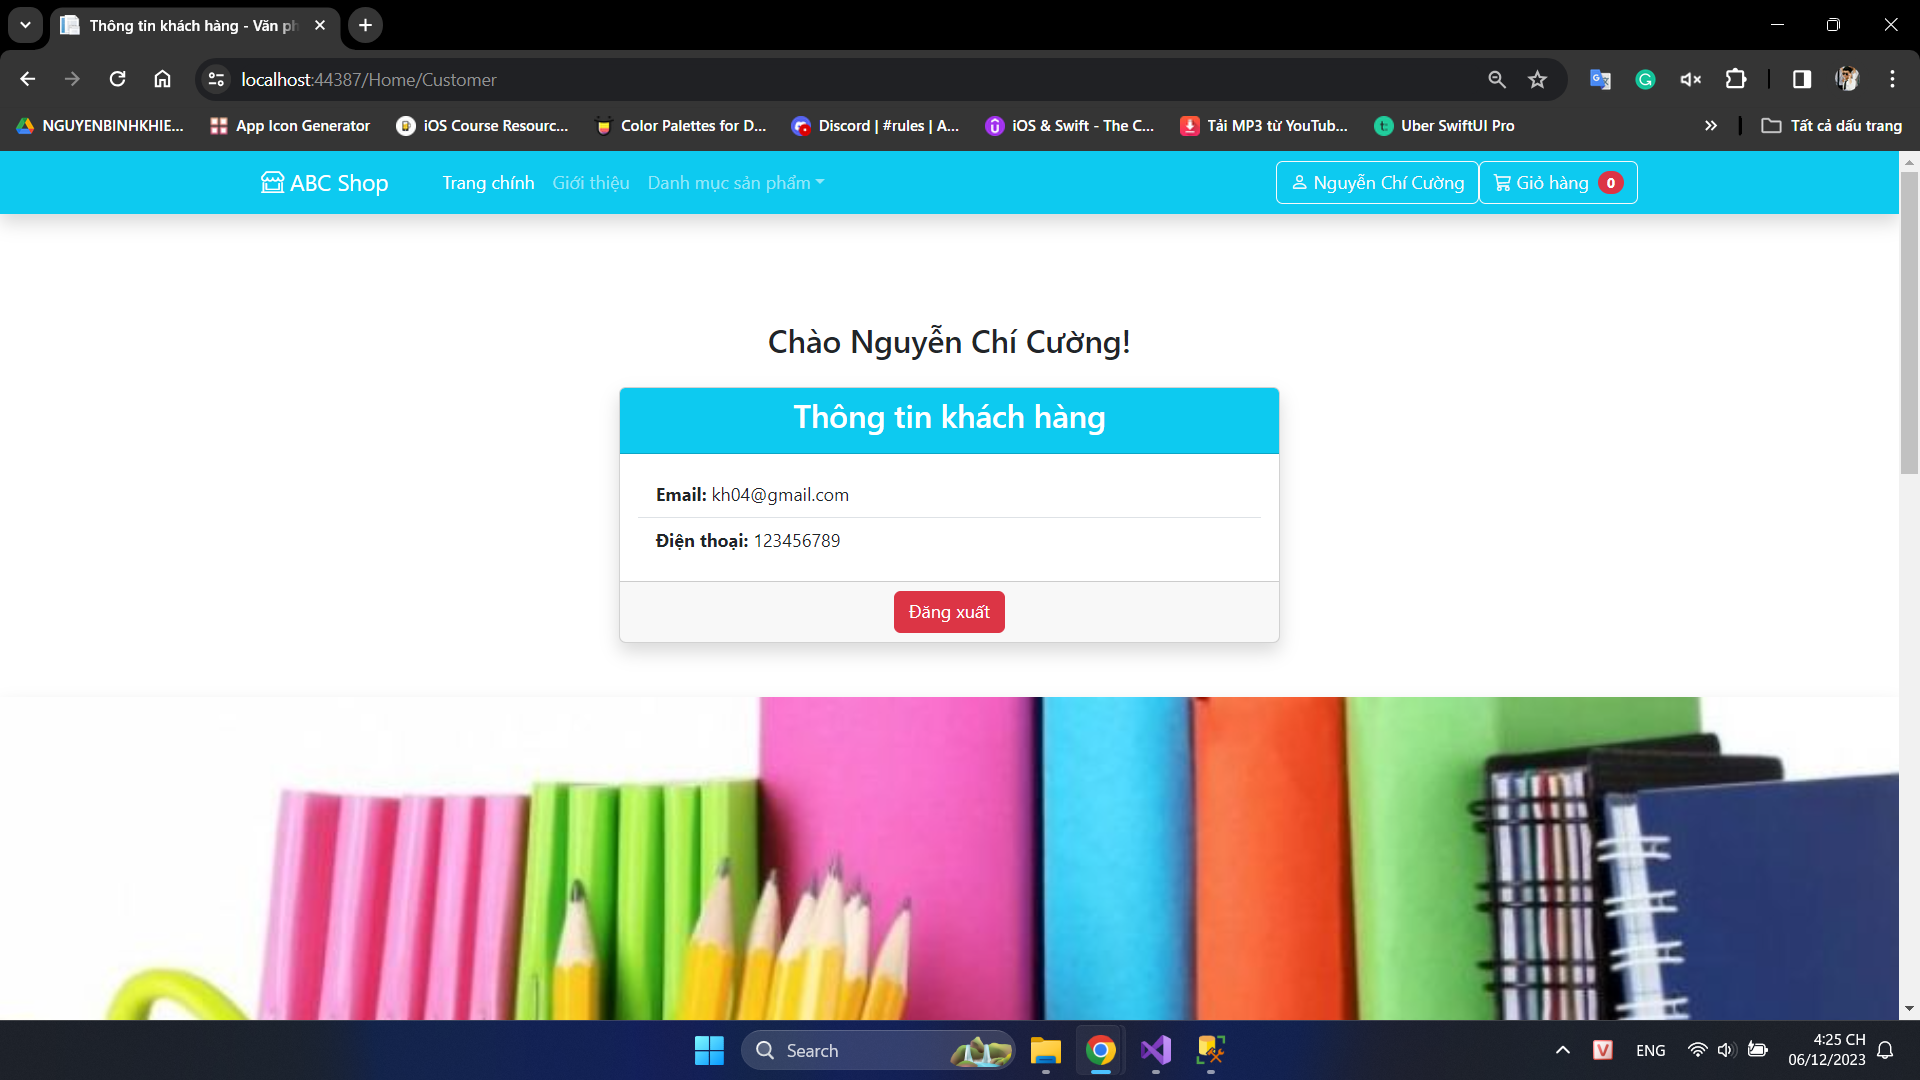 Thông tin khách hàng - Văn ph
localhost:44387/Home/Customer
NGUYENBINHKHIE... App Icon Generator iOS Course Resourc... Color Palettes for D... Discord | #rules | A... iOS & Swift - The C... Tải MP3 từ YouTub... Uber SwiftUI Pro Tất cả dấu trang
ABC Shop Trang chính Giới thiệu Danh mục sản phẩm Nguyễn Chí Cường Giỏ hàng 0
Chào Nguyễn Chí Cường!
Thông tin khách hàng
Email: kh04@gmail.com
Điện thoại: 123456789
Đăng xuất
Search
ENG
4:25 CH
06/12/2023